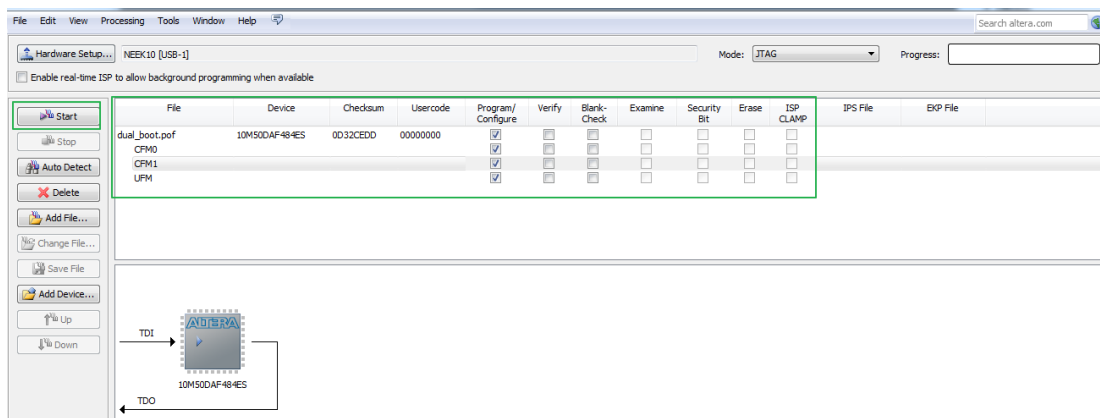 File Edit View Processing Tools Window Help
Search altera.com
Hardware Setup... NEEK10 [USB-1] Mode: JTAG Progress:
Enable real-time ISP to allow background programming when available
Start
Stop
Auto Detect
Delete
Add File...
Change File...
Save File
Add Device...
Up
Down
File Device Checksum Usercode Program/ Verify Blank- Examine Security Erase ISP IPS File EKP File
Configure Check Bit CLAMP
dual_boot.pof 10M50DAF484ES 0D32CEDD 00000000
CFM0
CFM1
UFM
TDI
ALTERA
10M50DAF484ES
TDO